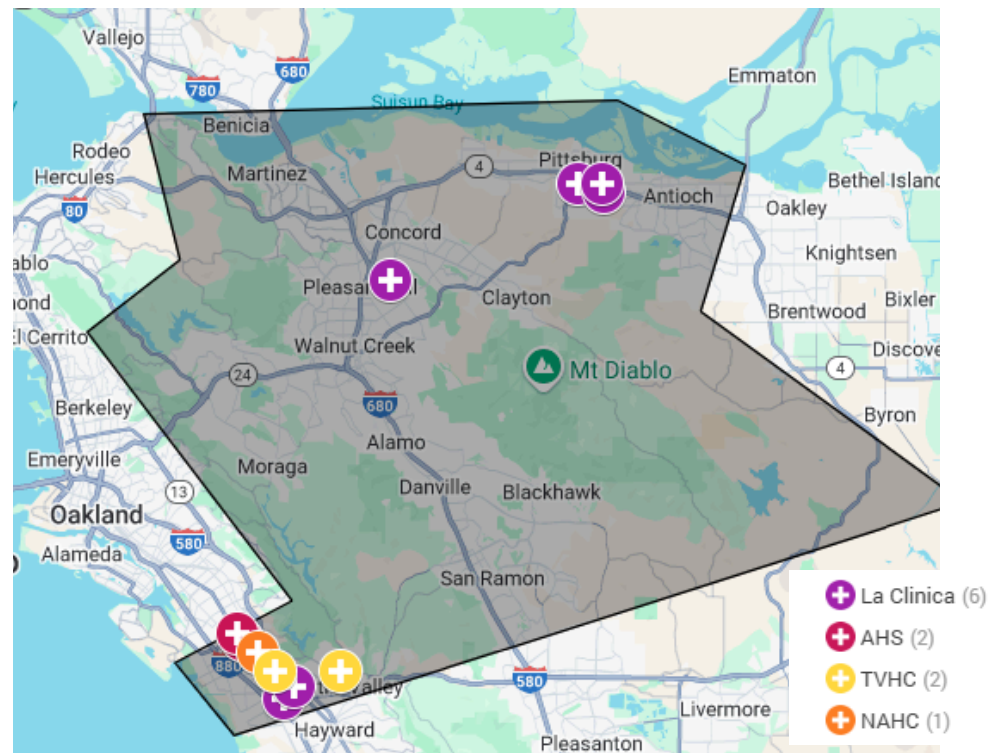 Vallejo
680
780
Emmaton
Suisun Bay
Benicia
Rodeo
Hercules
Martinez
4
Pittsburg
Antioch
Bethel Island
80
Oakley
Concord
ablo
Knightsen
Pleasan
ll
Clayton
Brentwood
Bixler
ond
El Cerrito
Walnut Creek
Discove
24
Mt Diablo
4
680
Berkeley
Byron
Alamo
Emeryville
Moraga
Danville
Blackhawk
13
Oakland
580
Alameda
San Ramon
La Clinica (6)
AHS (2)
880
TVHC (2)
Valley
580
Livermore
NAHC (1)
Hayward
Pleasanton